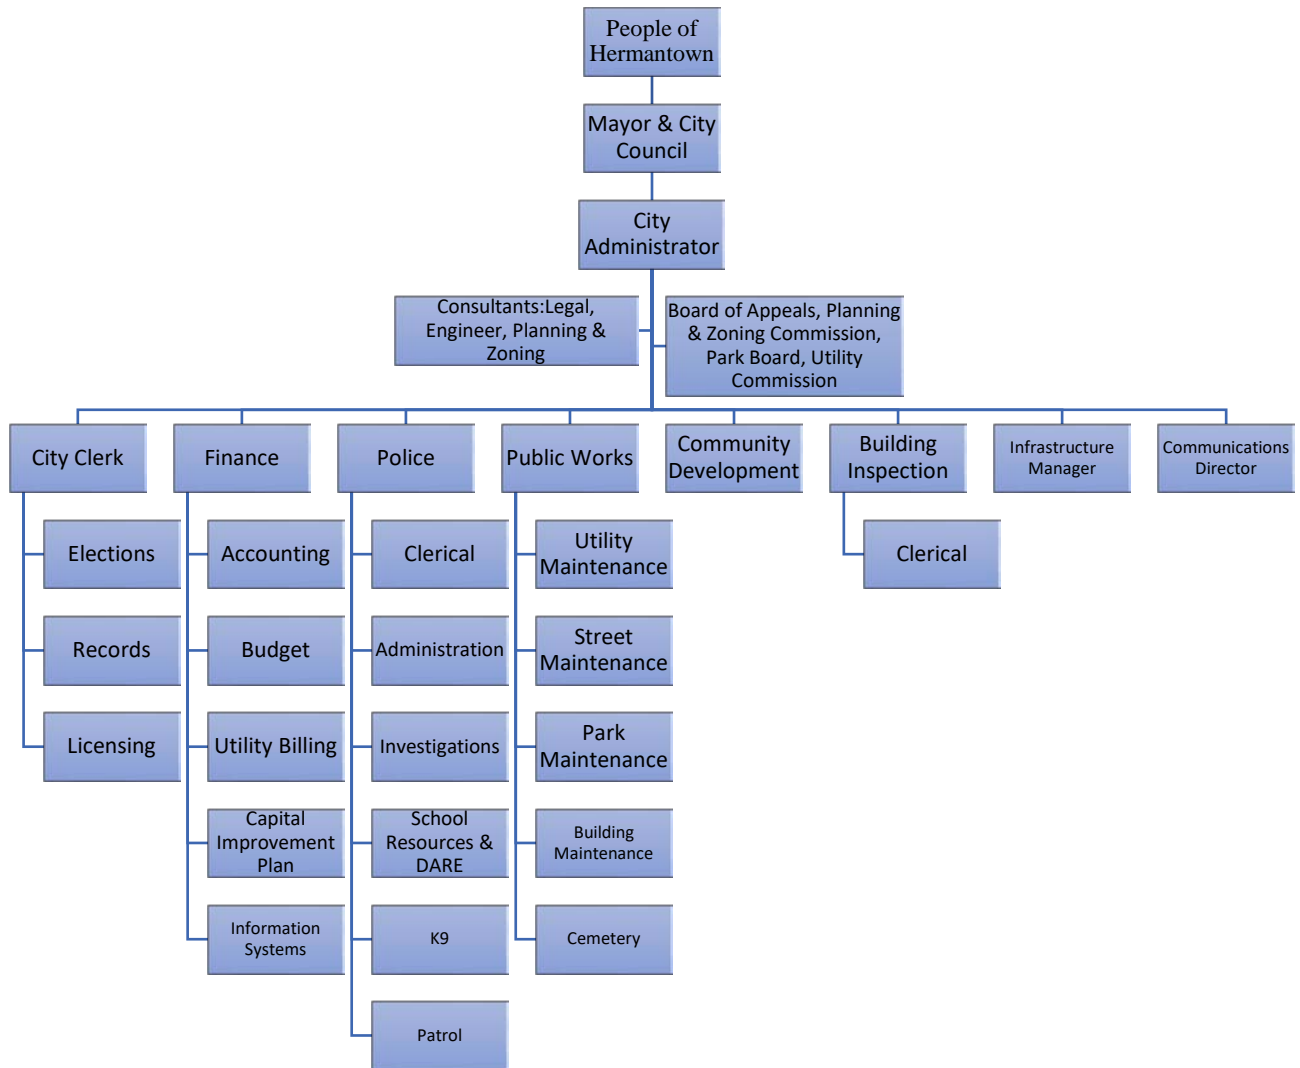 People of
Hermantown
Mayor & City
Council
City
Administrator
Consultants:Legal,
Engineer, Planning &
Zoning
Board of Appeals, Planning
& Zoning Commission,
Park Board, Utility
Commission
City Clerk
Finance
Police
Public Works
Community
Development
Building
Inspection
Infrastructure
Manager
Communications
Director
Elections
Records
Licensing
Accounting
Budget
Utility Billing
Capital
Improvement
Plan
Information
Systems
Clerical
Administration
Investigations
School
Resources &
DARE
K9
Patrol
Utility
Maintenance
Street
Maintenance
Park
Maintenance
Building
Maintenance
Cemetery
Clerical